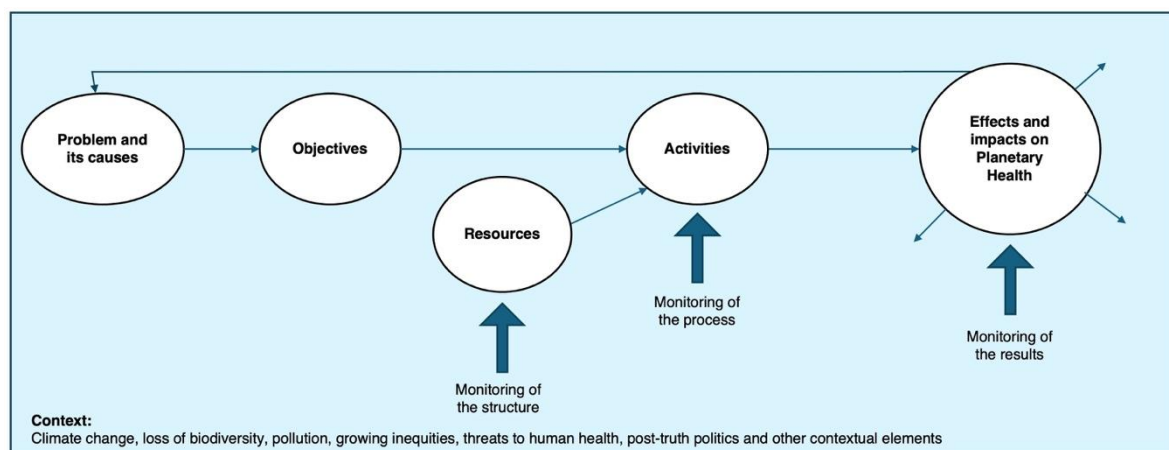 Problem and
its causes
Objectives
Resources
Activities
Effects and
impacts on
Planetary
Health
Monitoring of
the structure
Monitoring of
the process
Monitoring of
the results
Context:
Climate change, loss of biodiversity, pollution, growing inequities, threats to human health, post-truth politics and other contextual elements